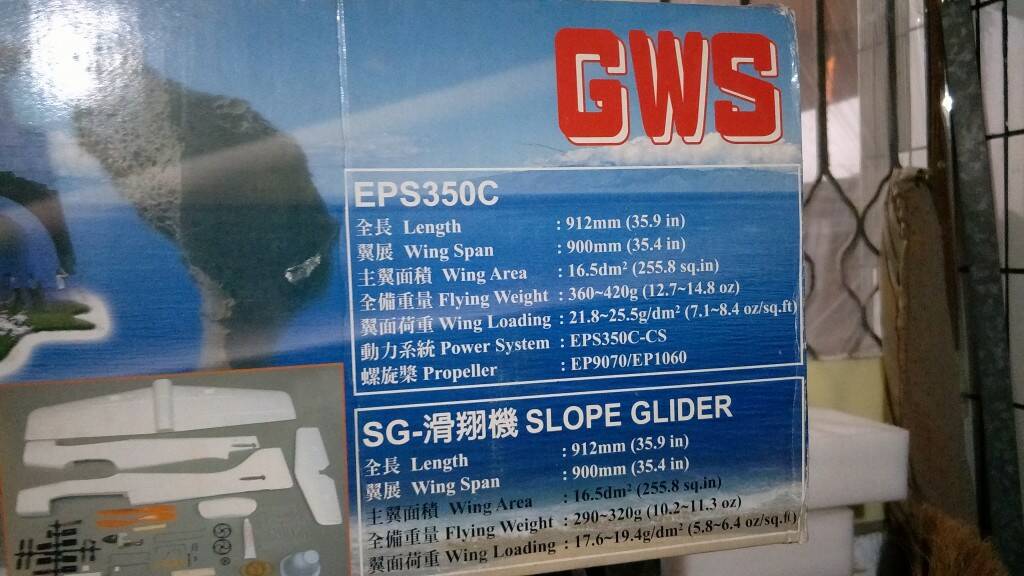 GWS
EPS350C
全長 Length : 912mm (35.9 in)
翼展 Wing Span : 900mm (35.4 in)
主翼面積 Wing Area : 16.5dm² (255.8 sq.in)
全備重量 Flying Weight : 360~420g (12.7~14.8 oz)
翼面荷重 Wing Loading : 21.8~25.5g/dm² (7.1~8.4 oz/sq.ft)
動力系統 Power System : EPS350C-CS
螺旋槳 Propeller : EP9070/EP1060
SG-滑翔機 SLOPE GLIDER
全長 Length : 912mm (35.9 in)
翼展 Wing Span : 900mm (35.4 in)
主翼面積 Wing Area : 16.5dm² (255.8 sq.in)
全備重量 Flying Weight : 290~320g (10.2~11.3 oz)
翼面荷重 Wing Loading : 17.6~19.4g/dm² (5.8~6.4 oz/sq.ft)